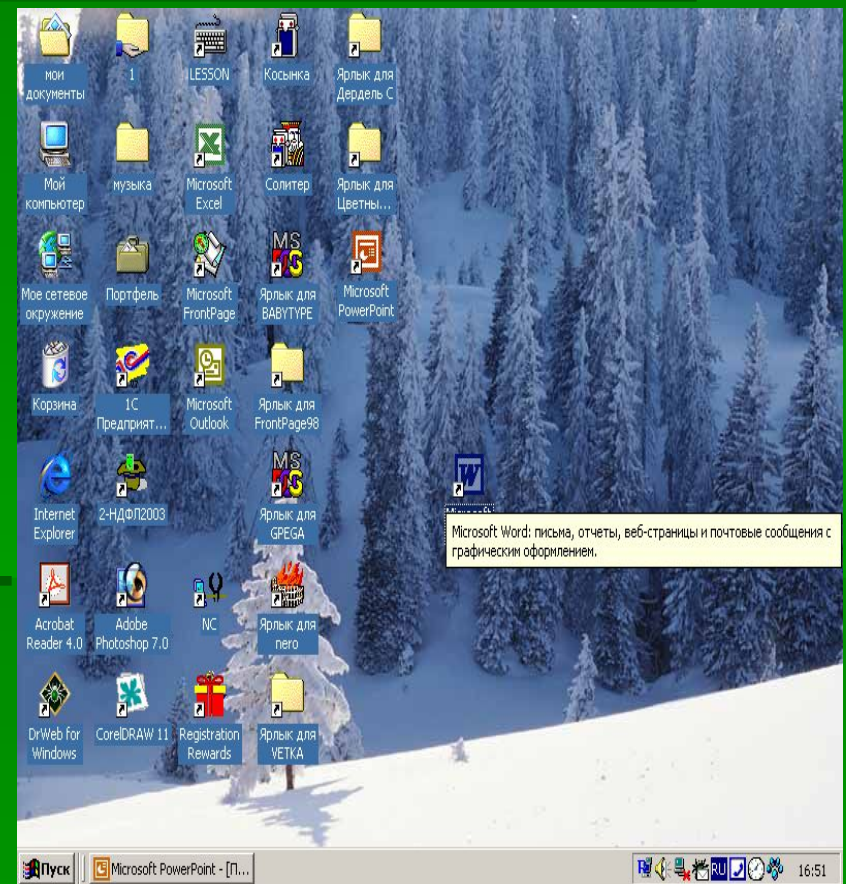 мои
документы
1
LESSON
Косынка
Ярлык для
Дердель С
Мой
компьютер
музыка
Microsoft
Excel
Солитер
Ярлык для
Цветны...
Мое сетевое
окружение
Портфель
Microsoft
FrontPage
MS
Ярлык для
BABYTYPE
Microsoft
PowerPoint
Корзина
1С
Предприят...
Microsoft
Outlook
Ярлык для
FrontPage98
Internet
Explorer
2-НДФЛ2003
MS
Ярлык для
GPEGA
W
Microsoft Word: письма, отчеты, веб-страницы и почтовые сообщения с
графическим оформлением.
Acrobat
Reader 4.0
Adobe
Photoshop 7.0
NC
Ярлык для
nero
DrWeb for
Windows
CorelDRAW 11
Registration
Rewards
Ярлык для
VETKA
Пуск
Microsoft PowerPoint - [П...
RU
16:51